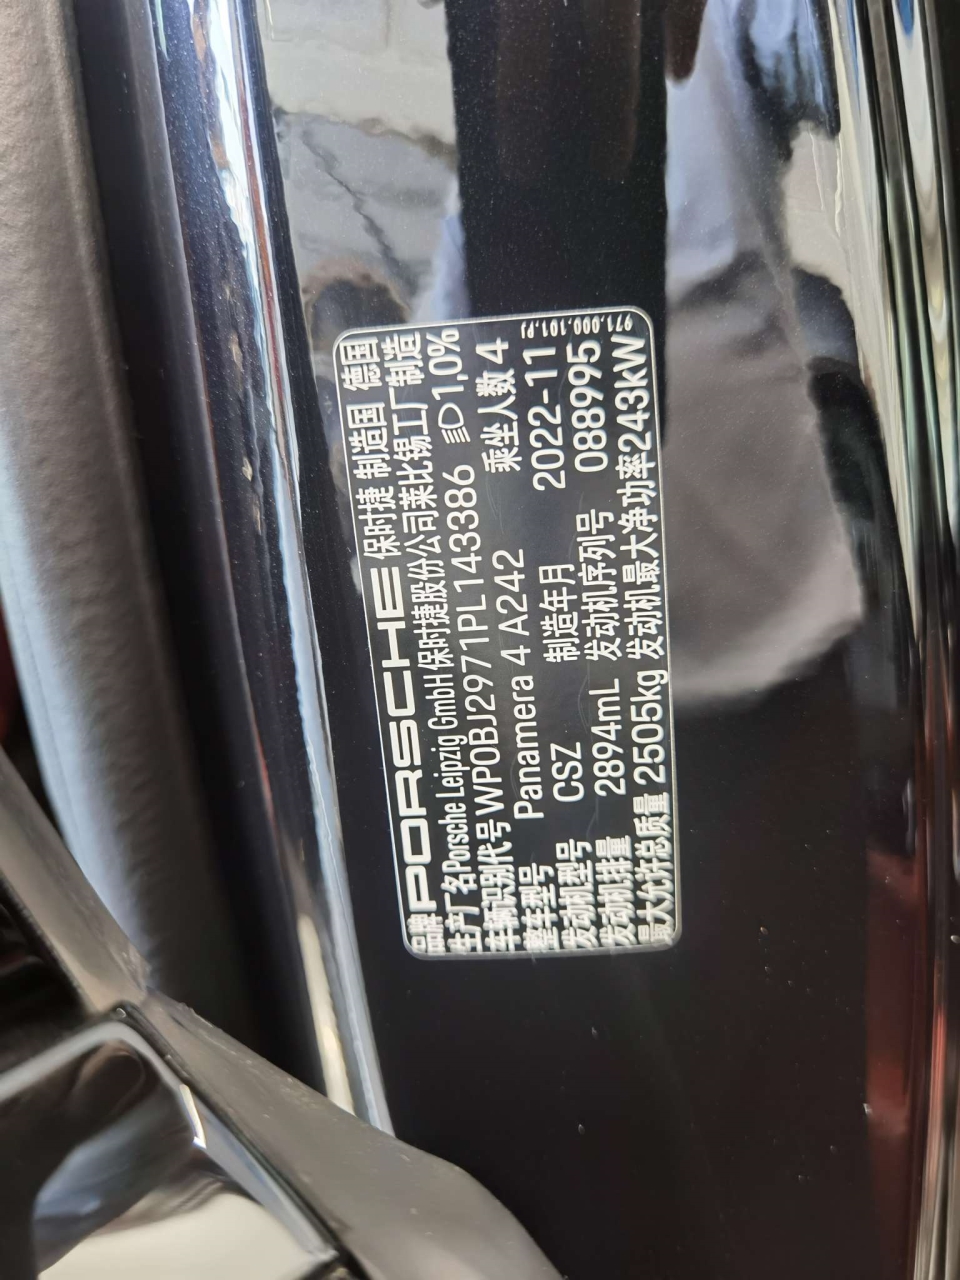 品牌 PORSCHE 保时捷 制造国 德国
生产厂名 Porsche Leipzig GmbH 保时捷股份公司莱比锡工厂制造
车辆识别代号 WP0BJ2971PL143386 1,0%
整车型号 Panamera 4 A242 乘坐人数 4
发动机型号 CSZ 制造年月 2022-11
发动机排量 2894mL 发动机序列号 088995
最大允许总质量 2505kg 发动机最大净功率 243kW
971.000.101.PJ